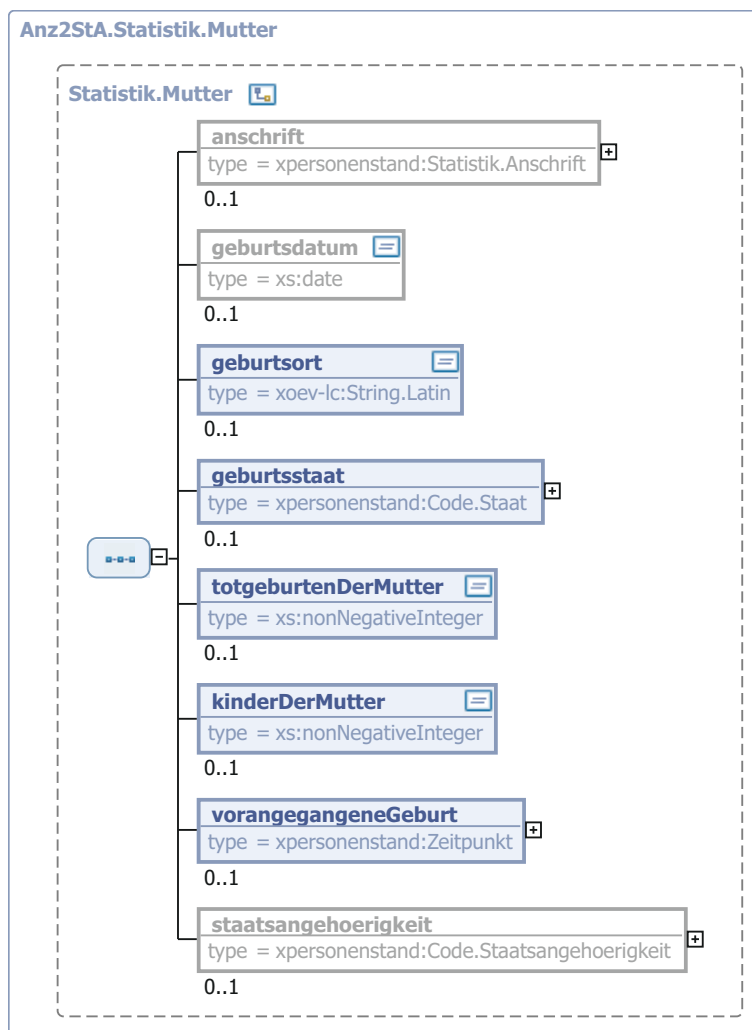 Anz2StA.Statistik.Mutter
Statistik.Mutter
anschrift
type = xpersonenstand:Statistik.Anschrift
0..1
geburtsdatum
type = xs:date
0..1
geburtsort
type = xoev-lc:String.Latin
0..1
geburtsstaat
type = xpersonenstand:Code.Staat
0..1
totgeburtenDerMutter
type = xs:nonNegativeInteger
0..1
kinderDerMutter
type = xs:nonNegativeInteger
0..1
vorangegangeneGeburt
type = xpersonenstand:Zeitpunkt
0..1
staatsangehoerigkeit
type = xpersonenstand:Code.Staatsangehoerigkeit
0..1